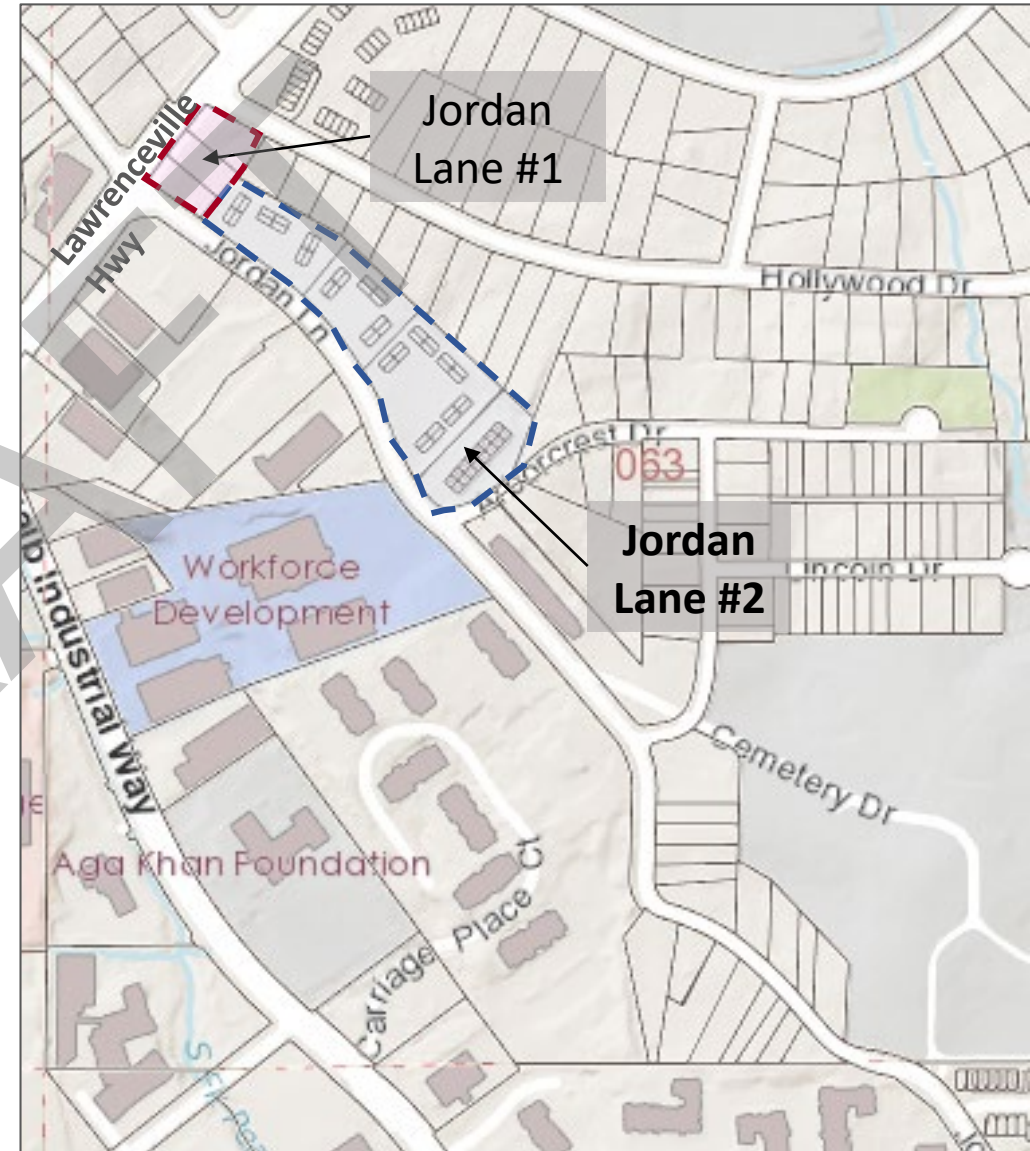 Jordan
Lane #1
Lawrenceville
Hwy
Jordan Ln
Hollywood Dr
063
Jordan
Lane #2
Workforce
Development
Industrial Way
Cemetery Dr
Aga Khan Foundation
Carriage Place Ct